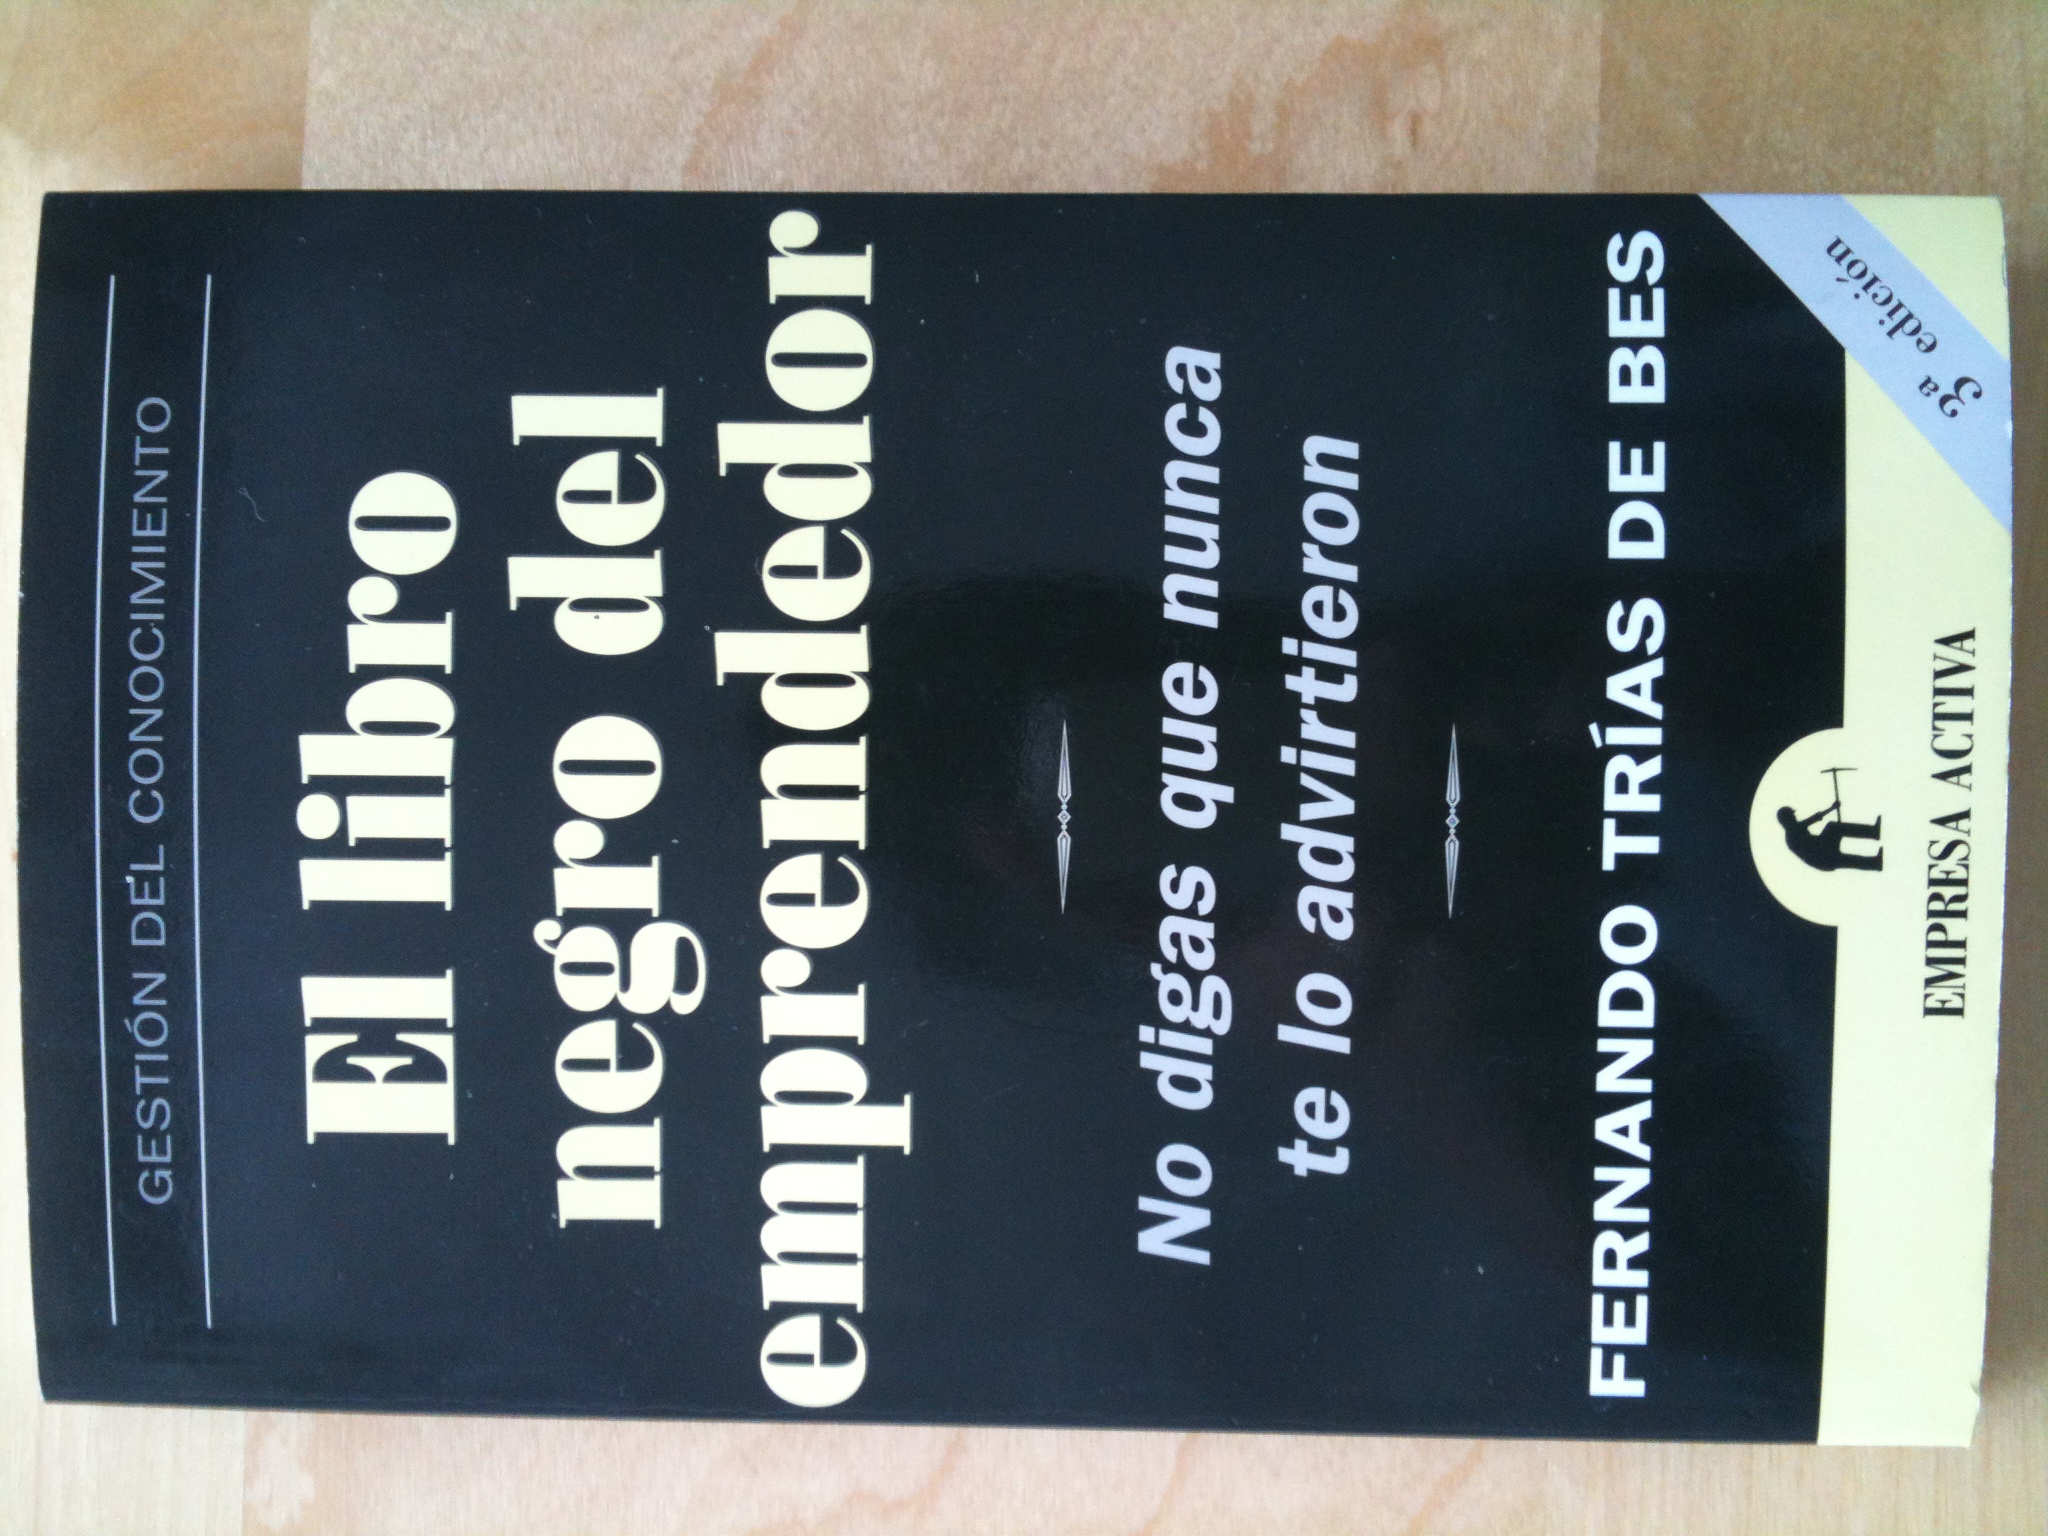 GESTIÓN DEL CONOCIMIENTO
El libro
negro del
emprendedor
No digas que nunca
te lo advirtieron
FERNANDO TRÍAS DE BES
EMPRESA ACTIVA
3ª edición